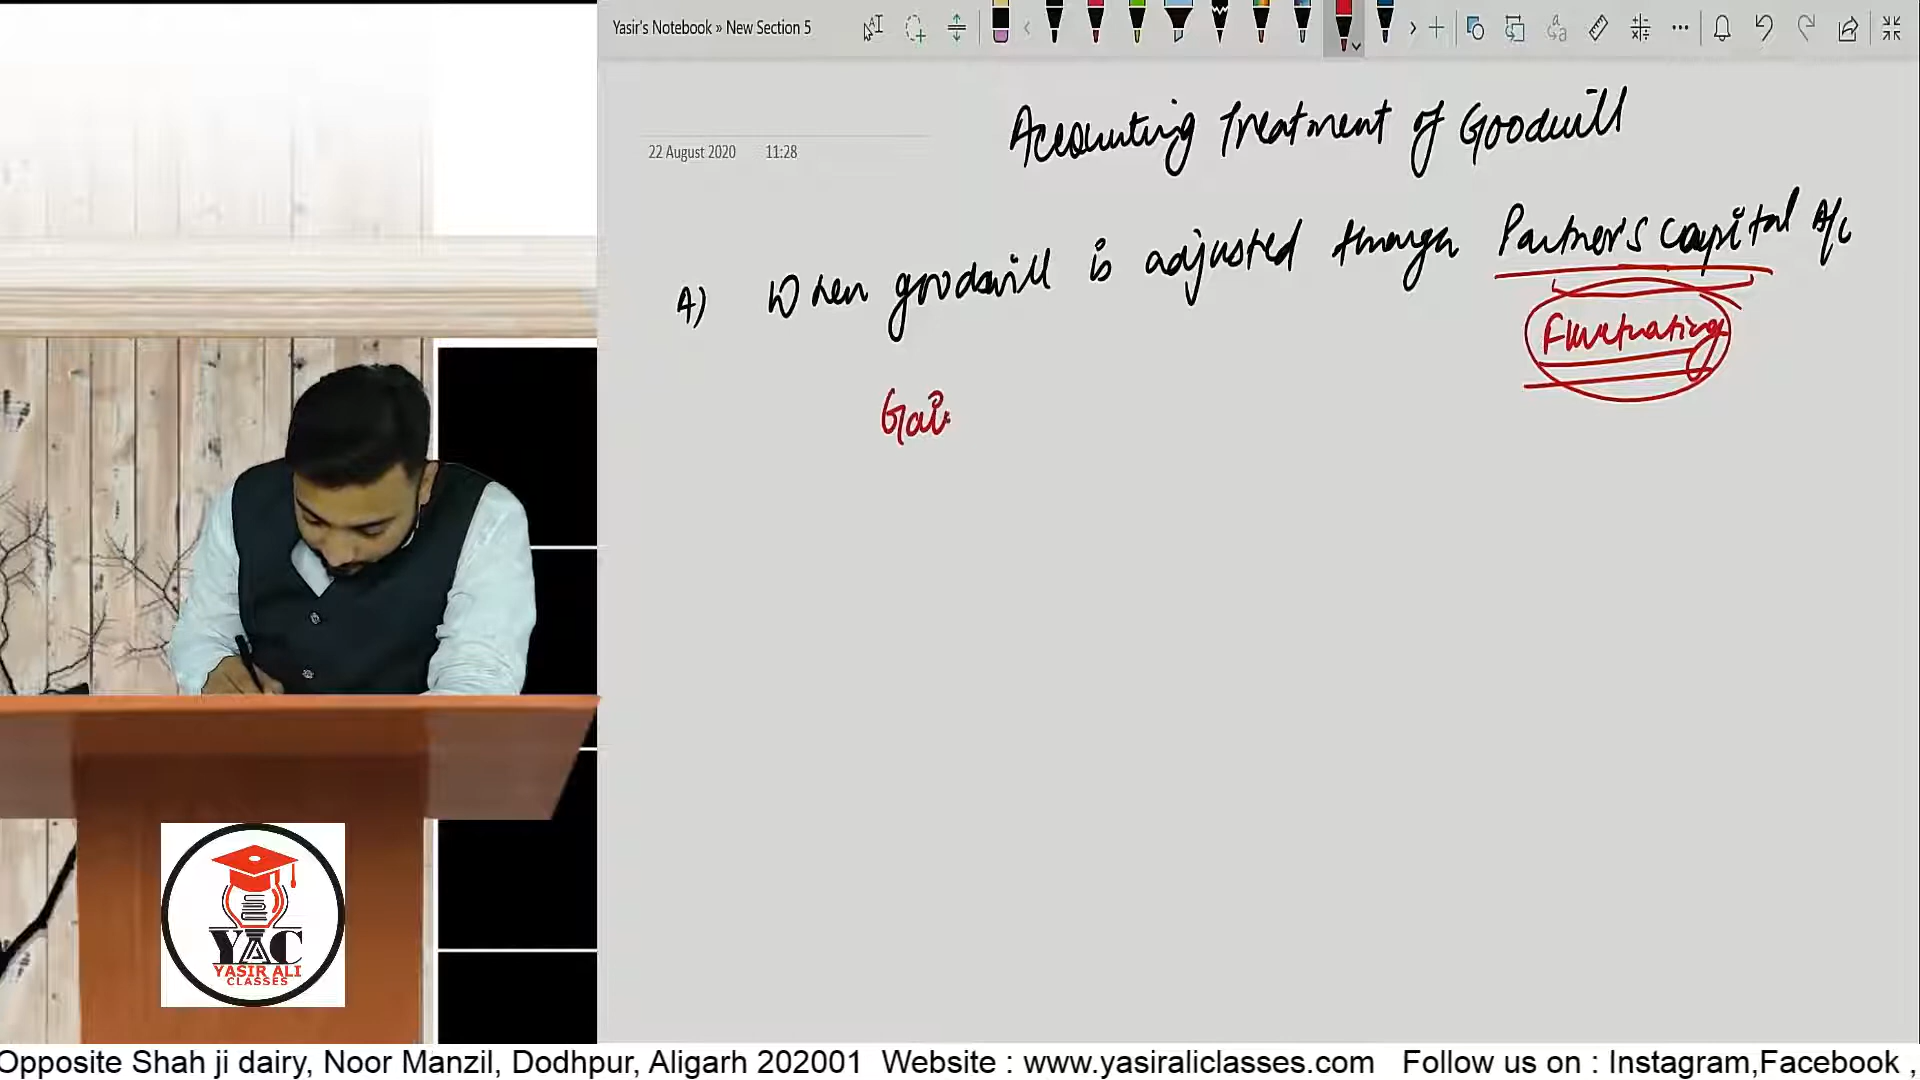 Yasir's Notebook » New Section 5
Accounting Treatment of Goodwill
22 August 2020 11:28
A) When goodwill is adjusted through Partner's Capital A/c
Fluctuating
Gai
YAC
YASIR ALI
CLASSES
Opposite Shah ji dairy, Noor Manzil, Dodhpur, Aligarh 202001 Website : www.yasiraliclasses.com Follow us on : Instagram,Facebook ,